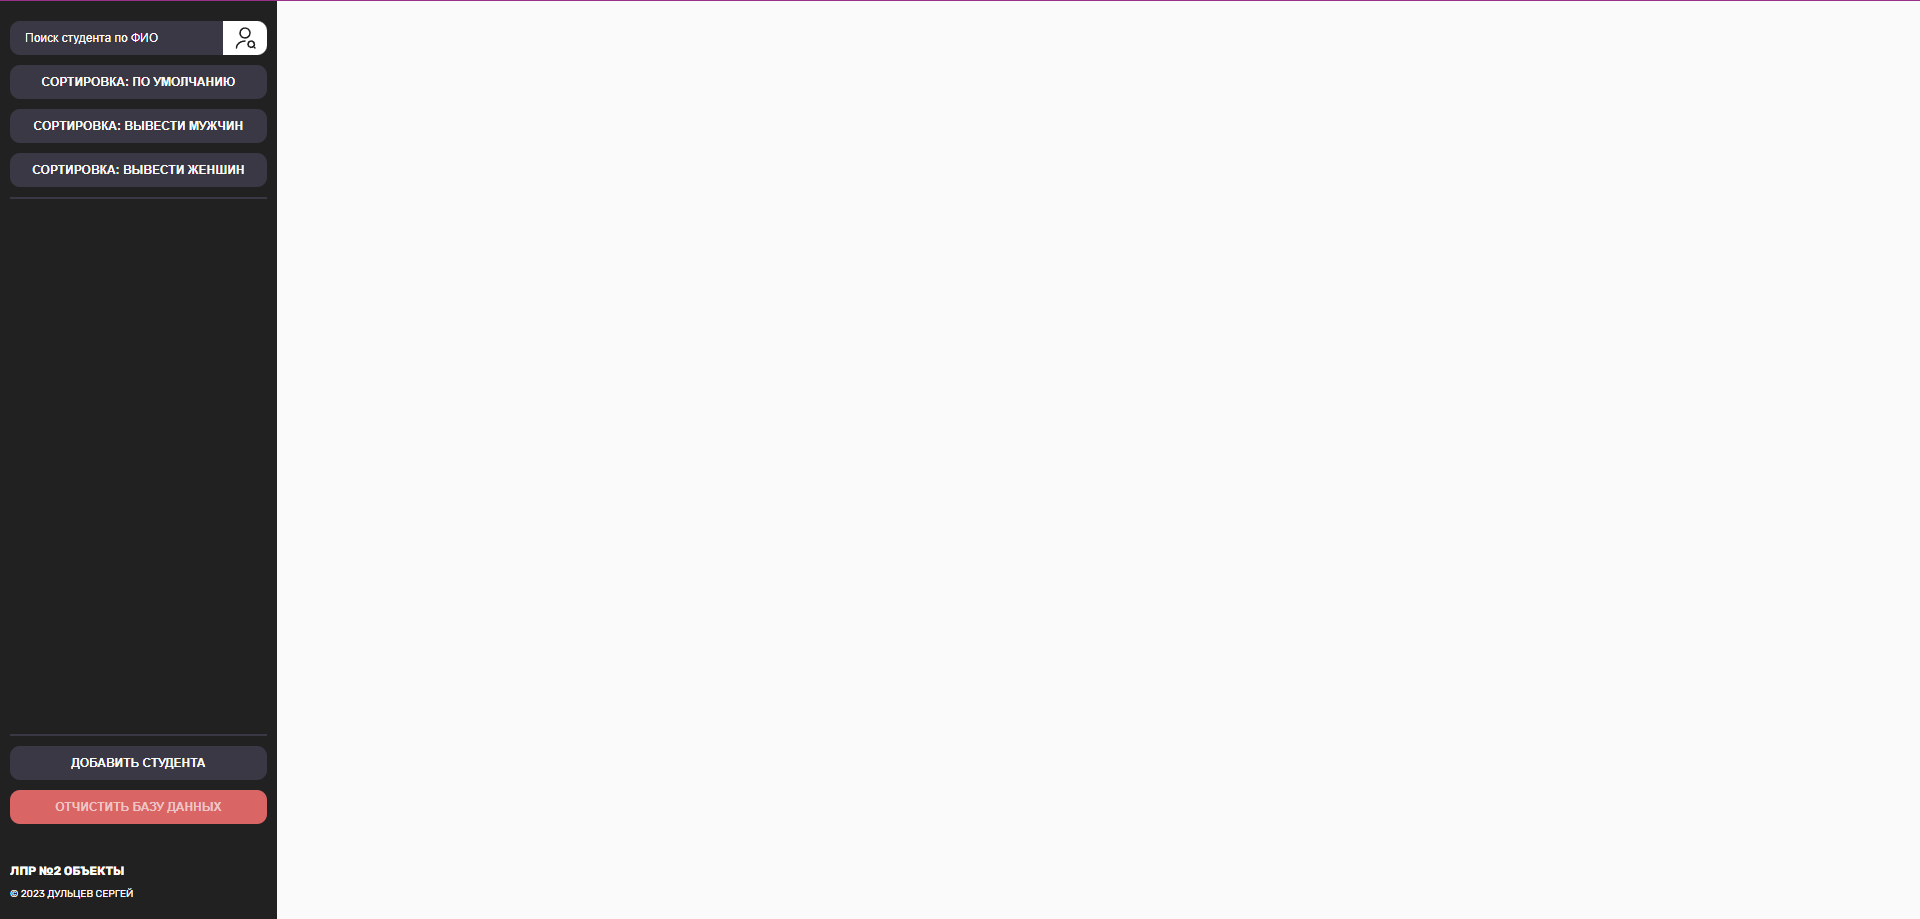 Поиск студента по ФИО
СОРТИРОВКА: ПО УМОЛЧАНИЮ
СОРТИРОВКА: ВЫВЕСТИ МУЖЧИН
СОРТИРОВКА: ВЫВЕСТИ ЖЕНШИН
ДОБАВИТЬ СТУДЕНТА
ОТЧИСТИТЬ БАЗУ ДАННЫХ
ЛПР №2 ОБЪЕКТЫ
© 2023 ДУЛЬЦЕВ СЕРГЕЙ